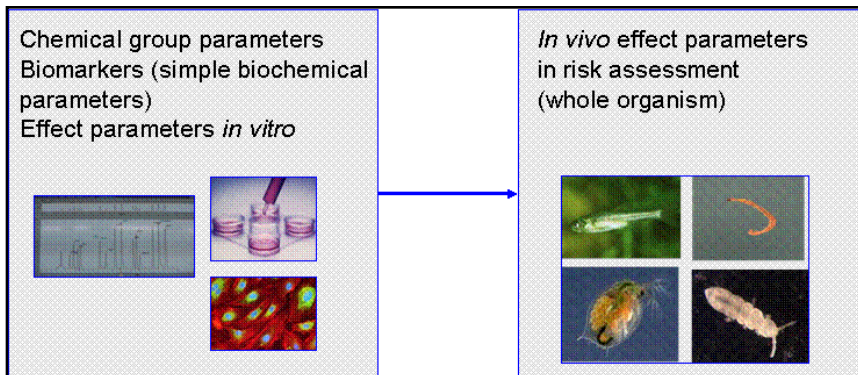 Chemical group parameters
Biomarkers (simple biochemical
parameters)
Effect parameters in vitro
In vivo effect parameters
in risk assessment
(whole organism)